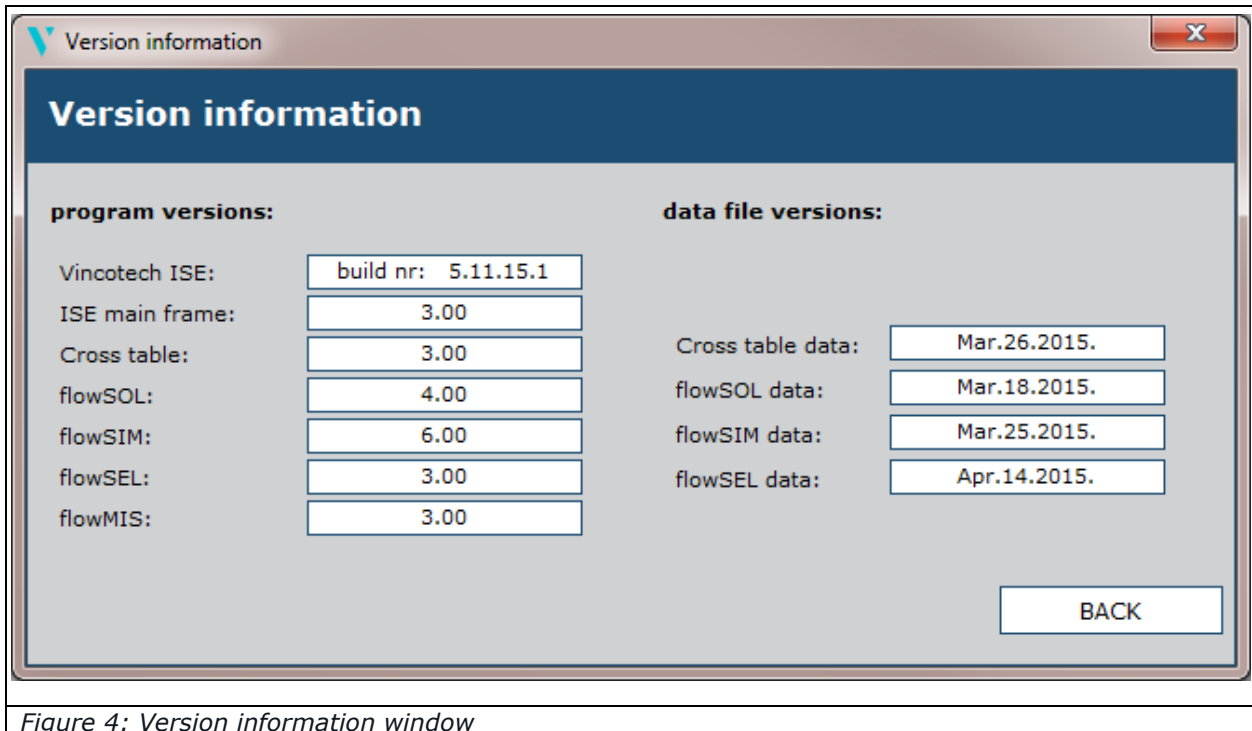 Version information
Version information
program versions:
Vincotech ISE: build nr: 5.11.15.1
ISE main frame: 3.00
Cross table: 3.00
flowSOL: 4.00
flowSIM: 6.00
flowSEL: 3.00
flowMIS: 3.00
data file versions:
Cross table data: Mar.26.2015.
flowSOL data: Mar.18.2015.
flowSIM data: Mar.25.2015.
flowSEL data: Apr.14.2015.
BACK
Figure 4: Version information window